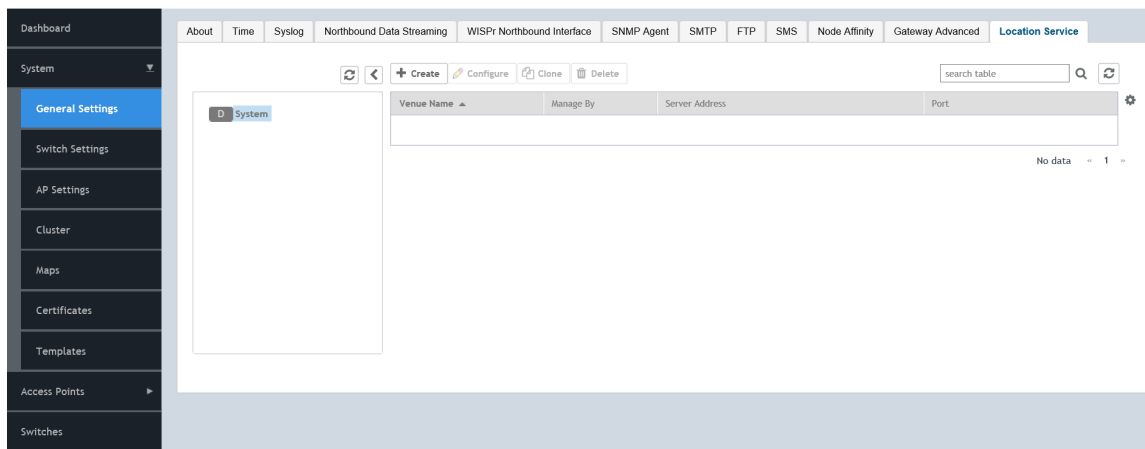 Dashboard
System
General Settings
Switch Settings
AP Settings
Cluster
Maps
Certificates
Templates
Access Points
Switches
About Time Syslog Northbound Data Streaming WISPr Northbound Interface SNMP Agent SMTP FTP SMS Node Affinity Gateway Advanced Location Service
Create Configure Clone Delete search table
D System
Venue Name Manage By Server Address Port
No data « 1 »